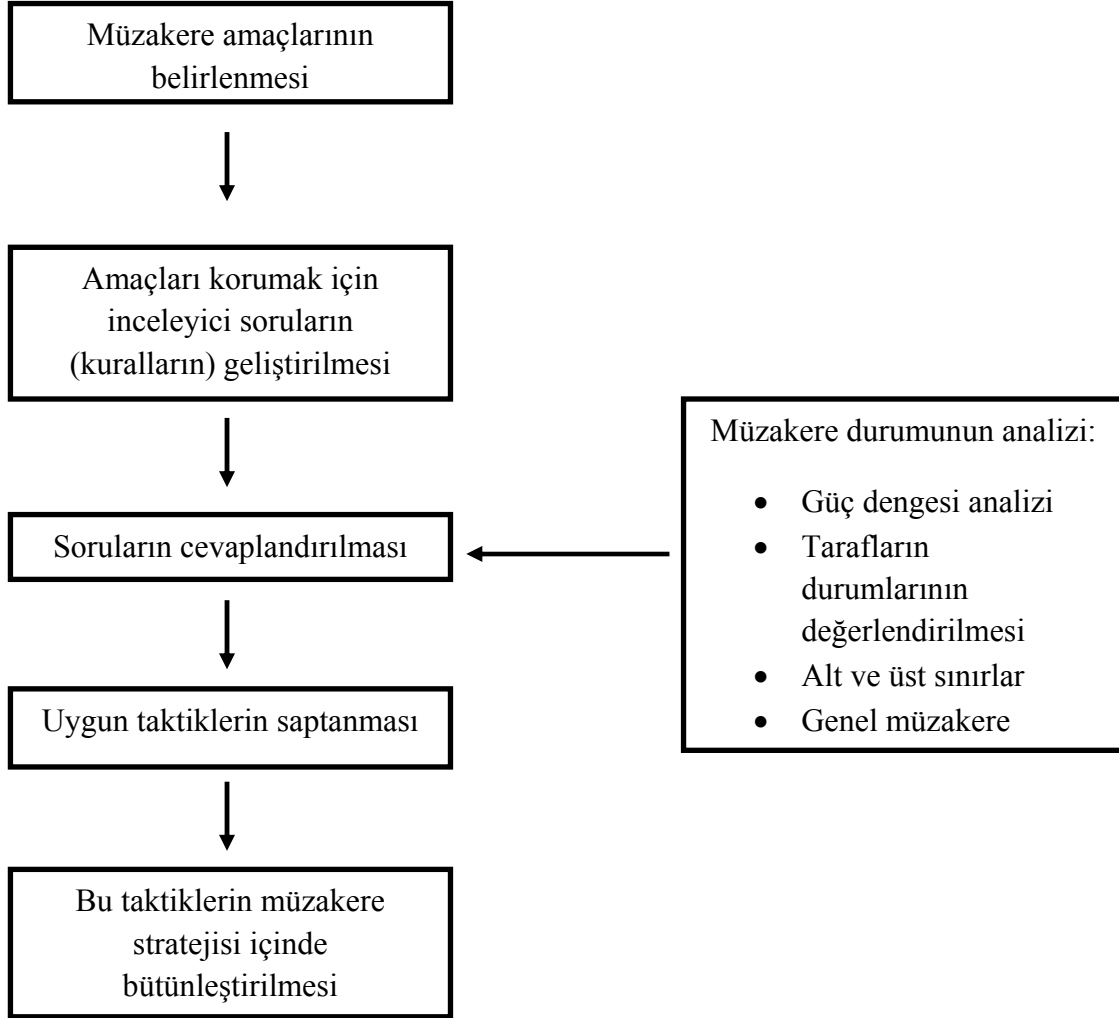 Müzakere amaçlarının
belirlenmesi
Amaçları korumak için
inceleyici soruların
(kuralların) geliştirilmesi
Soruların cevaplandırılması
Uygun taktiklerin saptanması
Bu taktiklerin müzakere
stratejisi içinde
bütünleştirilmesi
Müzakere durumunun analizi:
• Güç dengesi analizi
• Tarafların
durumlarının
değerlendirilmesi
• Alt ve üst sınırlar
• Genel müzakere